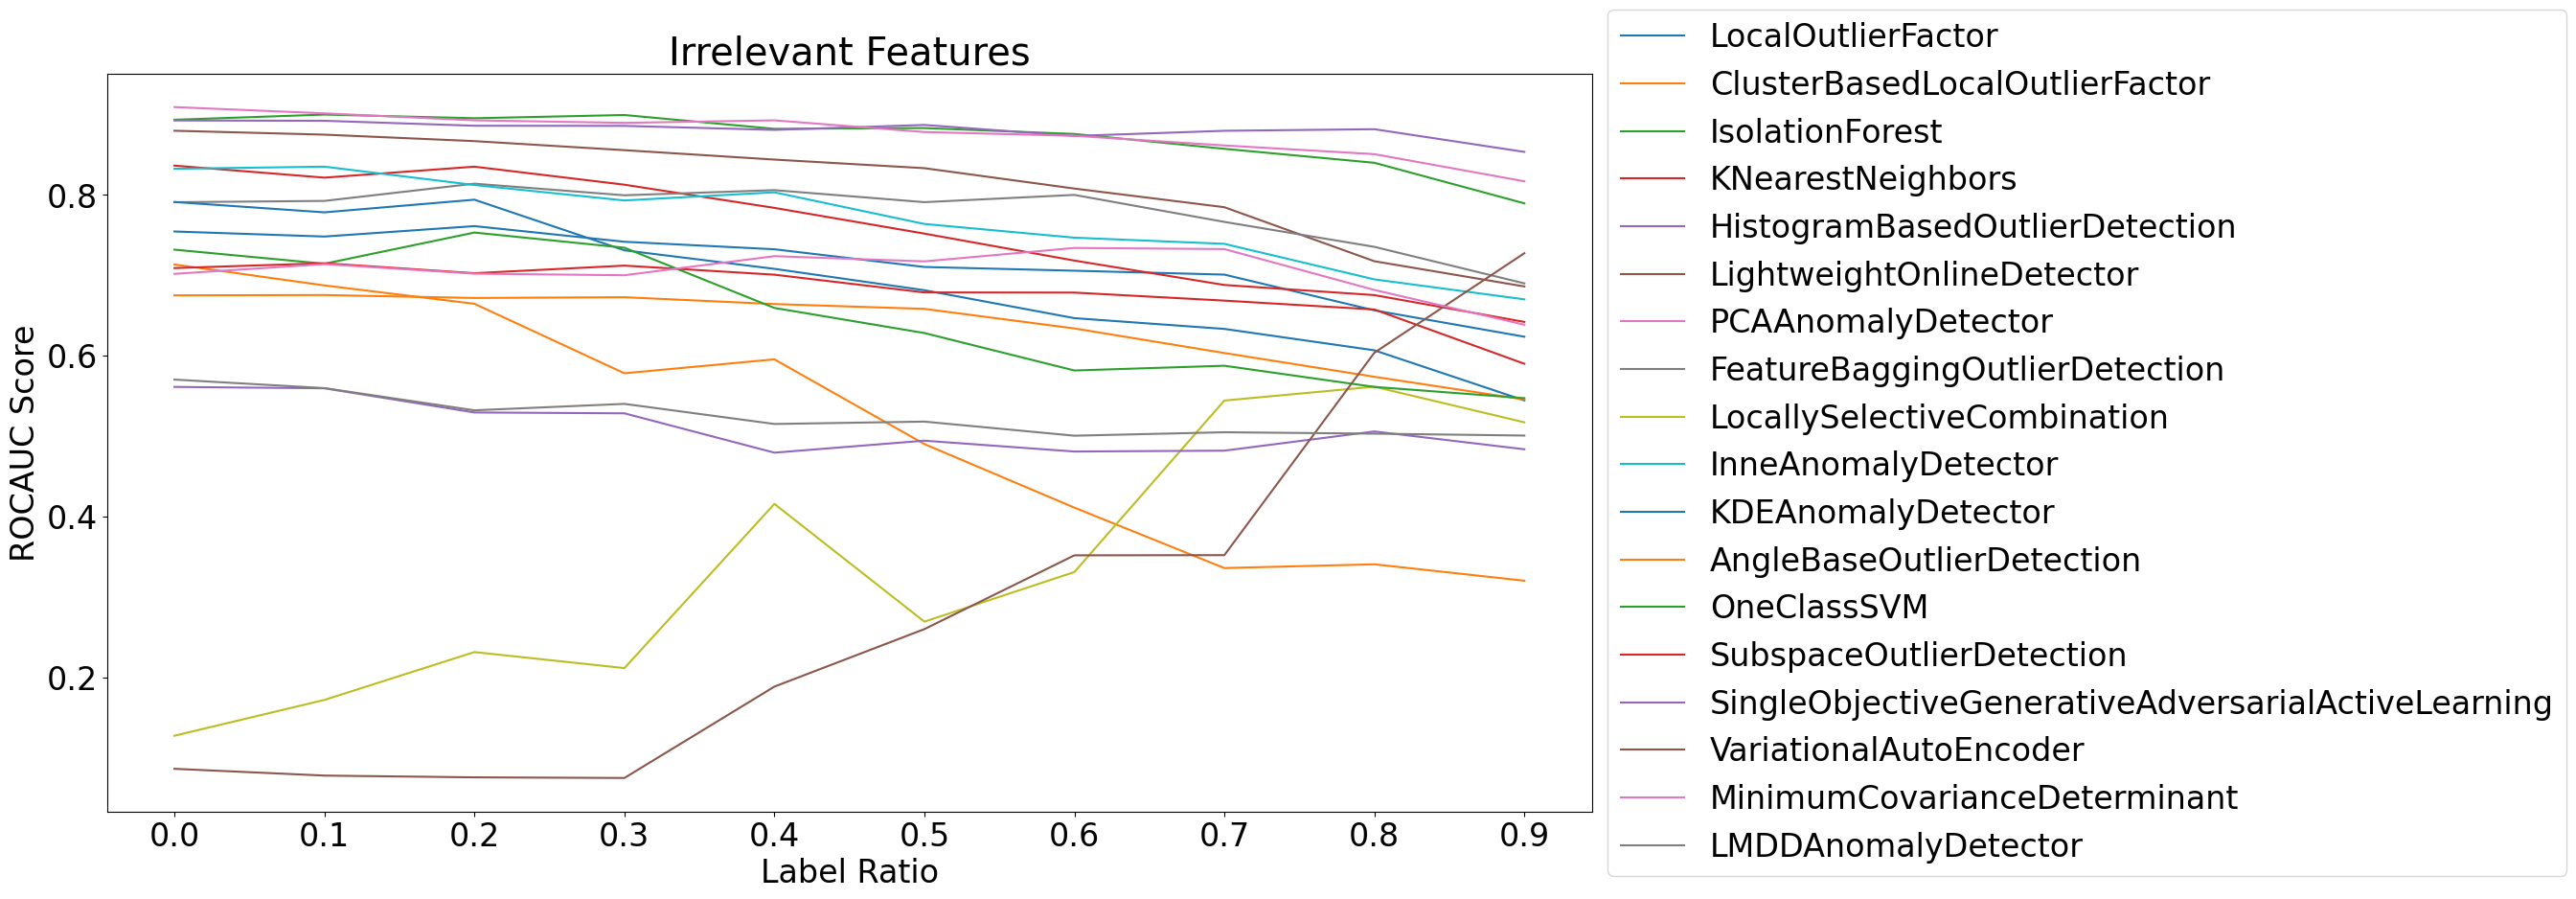 Irrelevant Features
ROCAUC Score
0.8
0.6
0.4
0.2
0.0 0.1 0.2 0.3 0.4 0.5 0.6 0.7 0.8 0.9
Label Ratio
LocalOutlierFactor
ClusterBasedLocalOutlierFactor
IsolationForest
KNearestNeighbors
HistogramBasedOutlierDetection
LightweightOnlineDetector
PCAAnomalyDetector
FeatureBaggingOutlierDetection
LocallySelectiveCombination
InneAnomalyDetector
KDEAnomalyDetector
AngleBaseOutlierDetection
OneClassSVM
SubspaceOutlierDetection
SingleObjectiveGenerativeAdversarialActiveLearning
VariationalAutoEncoder
MinimumCovarianceDeterminant
LMDDAnomalyDetector